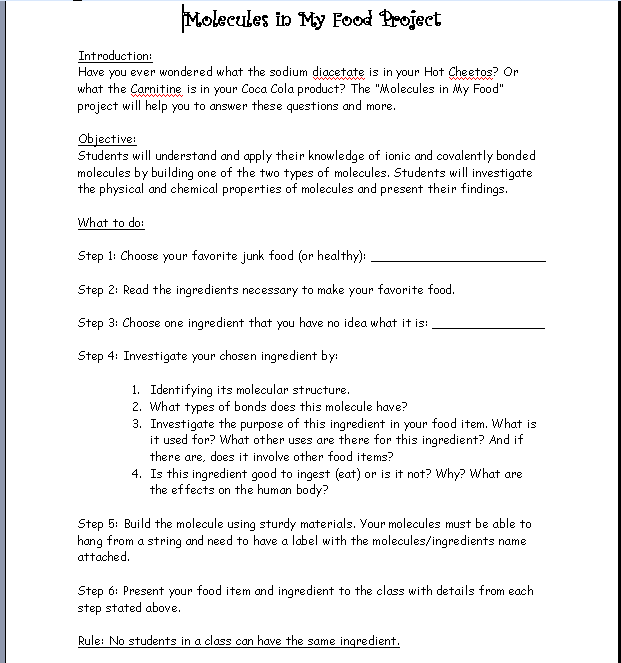 Molecules in My Food Project
Introduction:
Have you ever wondered what the sodium diacetate is in your Hot Cheetos? Or
what the Carnitine is in your Coca Cola product? The "Molecules in My Food"
project will help you to answer these questions and more.
Objective:
Students will understand and apply their knowledge of ionic and covalently bonded
molecules by building one of the two types of molecules. Students will investigate
the physical and chemical properties of molecules and present their findings.
What to do:
Step 1: Choose your favorite junk food (or healthy): ____________________
Step 2: Read the ingredients necessary to make your favorite food.
Step 3: Choose one ingredient that you have no idea what it is: _____________
Step 4: Investigate your chosen ingredient by:
1. Identifying its molecular structure.
2. What types of bonds does this molecule have?
3. Investigate the purpose of this ingredient in your food item. What is
it used for? What other uses are there for this ingredient? And if
there are, does it involve other food items?
4. Is this ingredient good to ingest (eat) or is it not? Why? What are
the effects on the human body?
Step 5: Build the molecule using sturdy materials. Your molecules must be able to
hang from a string and need to have a label with the molecules/ingredients name
attached.
Step 6: Present your food item and ingredient to the class with details from each
step stated above.
Rule: No students in a class can have the same ingredient.